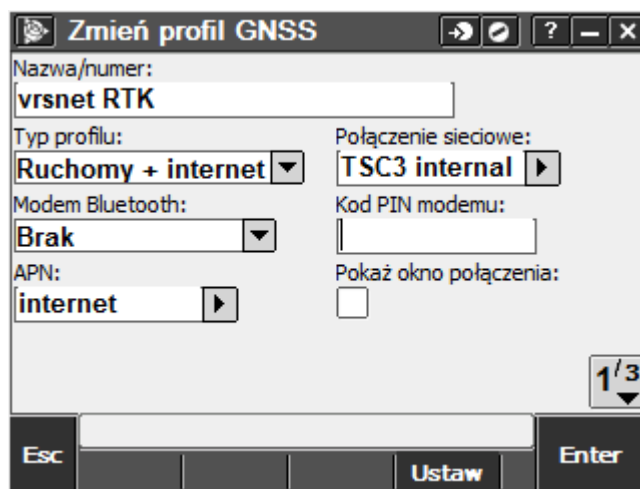 Zmień profil GNSS ? – X
Nazwa/numer:
vrsnet RTK
Typ profilu: Połączenie sieciowe:
Ruchomy + internet TSC3 internal
Modem Bluetooth: Kod PIN modemu:
Brak
APN: Pokaż okno połączenia:
internet
1/3
Esc Ustaw Enter